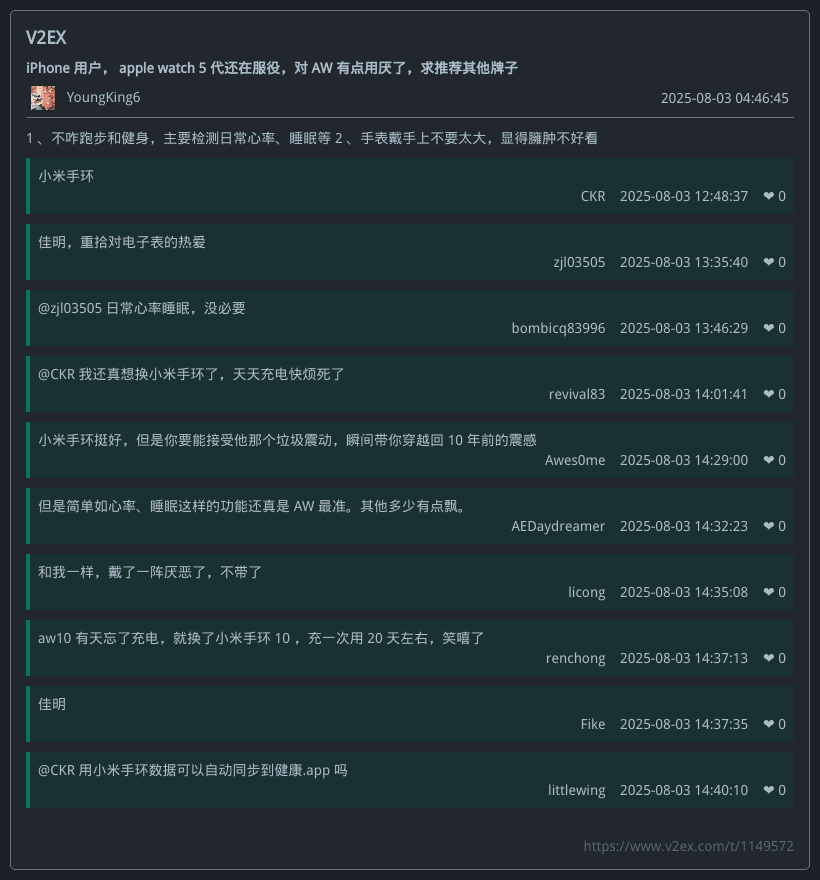 V2EX
iPhone 用户， apple watch 5 代还在服役，对 AW 有点用厌了，求推荐其他牌子
YoungKing6 2025-08-03 04:46:45
1 、不咋跑步和健身，主要检测日常心率、睡眠等 2 、手表戴手上不要太大，显得臃肿不好看
小米手环
CKR 2025-08-03 12:48:37 ❤ 0
佳明，重拾对电子表的热爱
zjl03505 2025-08-03 13:35:40 ❤ 0
@zjl03505 日常心率睡眠，没必要
bombicq83996 2025-08-03 13:46:29 ❤ 0
@CKR 我还真想换小米手环了，天天充电快烦死了
revival83 2025-08-03 14:01:41 ❤ 0
小米手环挺好，但是你要能接受他那个垃圾震动，瞬间带你穿越回 10 年前的震感
Awes0me 2025-08-03 14:29:00 ❤ 0
但是简单如心率、睡眠这样的功能还真是 AW 最准。其他多少有点飘。
AEDaydreamer 2025-08-03 14:32:23 ❤ 0
和我一样，戴了一阵厌恶了，不带了
licong 2025-08-03 14:35:08 ❤ 0
aw10 有天忘了充电，就换了小米手环 10 ，充一次用 20 天左右，笑嘻了
renchong 2025-08-03 14:37:13 ❤ 0
佳明
Fike 2025-08-03 14:37:35 ❤ 0
@CKR 用小米手环数据可以自动同步到健康.app 吗
littlewing 2025-08-03 14:40:10 ❤ 0
https://www.v2ex.com/t/1149572